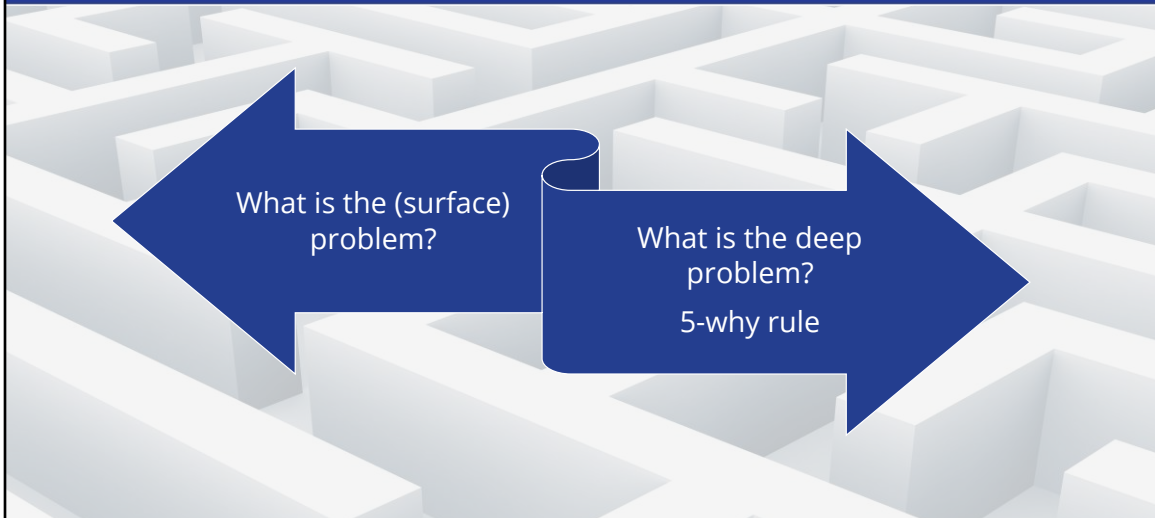 What is the (surface)
problem?
What is the deep
problem?
5-why rule